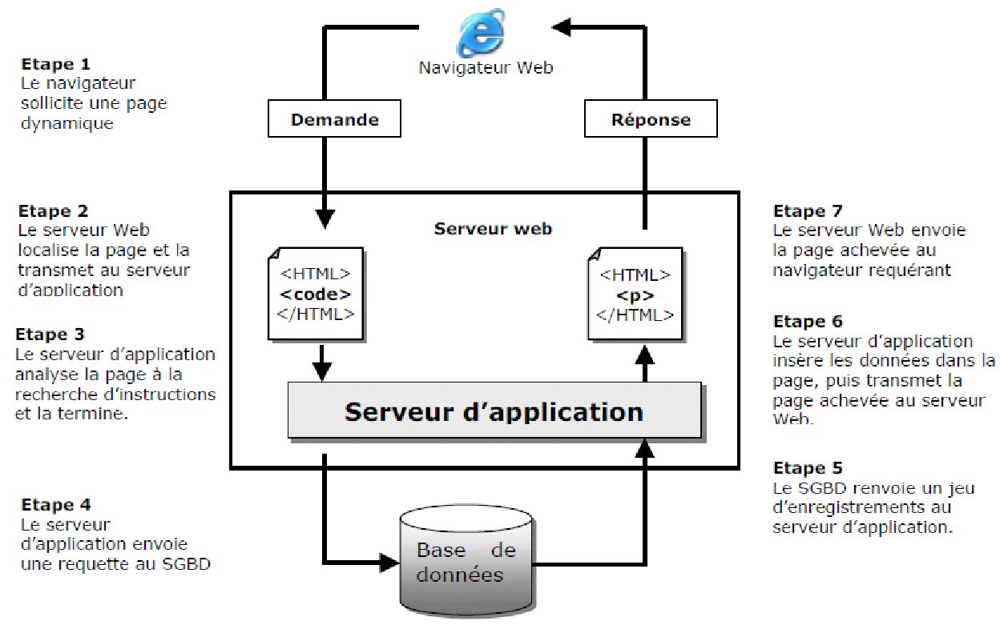 Navigateur Web
Etape 1
Le navigateur
sollicite une page
dynamique
Demande
Réponse
Etape 2
Le serveur Web
localise la page et la
transmet au serveur
d’application
Serveur web
<HTML>
<code>
</HTML>
<HTML>
<p>
</HTML>
Etape 3
Le serveur d’application
analyse la page à la
recherche d’instructions
et la termine.
Serveur d’application
Etape 4
Le serveur
d’application envoie
une requette au SGBD
Base de
données
Etape 5
Le SGBD renvoie un jeu
d’enregistrements au
serveur d’application.
Etape 6
Le serveur d’application
insère les données dans la
page, puis transmet la
page achevée au serveur
Web.
Etape 7
Le serveur Web envoie
la page achevée au
navigateur requérant